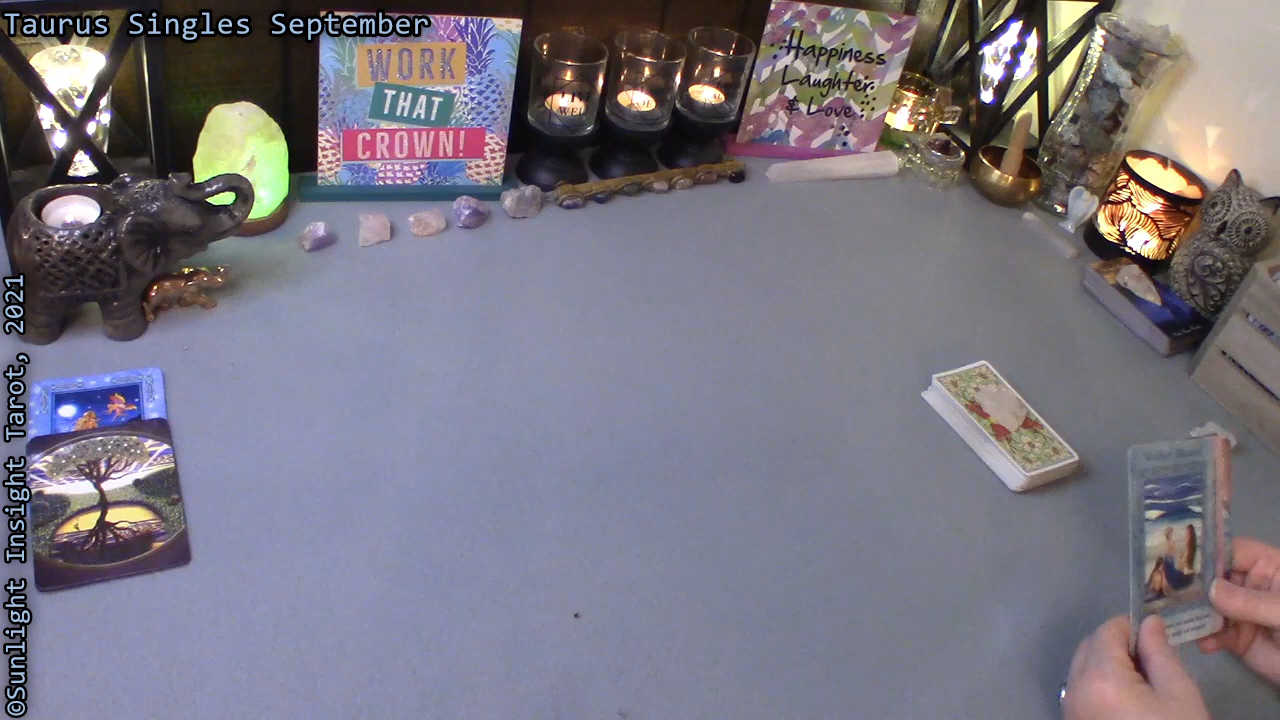 Taurus Singles September
©Sunlight Insight Tarot, 2021
WORK
THAT
CROWN!
Happiness
Laughter
& Love